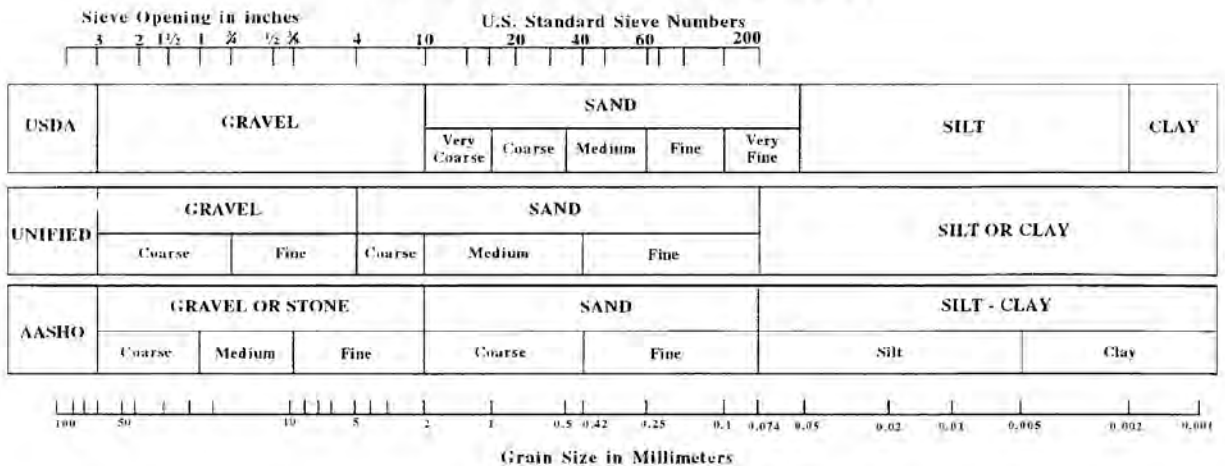 Sieve Opening in inches U.S. Standard Sieve Numbers
3 2 1½ 1 ¾ ½ ⅜ 4 10 20 40 60 200
USDA GRAVEL SAND SILT CLAY
Very Coarse Coarse Medium Fine Very Fine
UNIFIED GRAVEL SAND SILT OR CLAY
Coarse Fine Coarse Medium Fine
AASHO GRAVEL OR STONE SAND SILT - CLAY
Coarse Medium Fine Coarse Fine Silt Clay
100 50 10 5 2 1 0.5 0.42 0.25 0.1 0.074 0.05 0.02 0.01 0.005 0.002 0.001
Grain Size in Millimeters